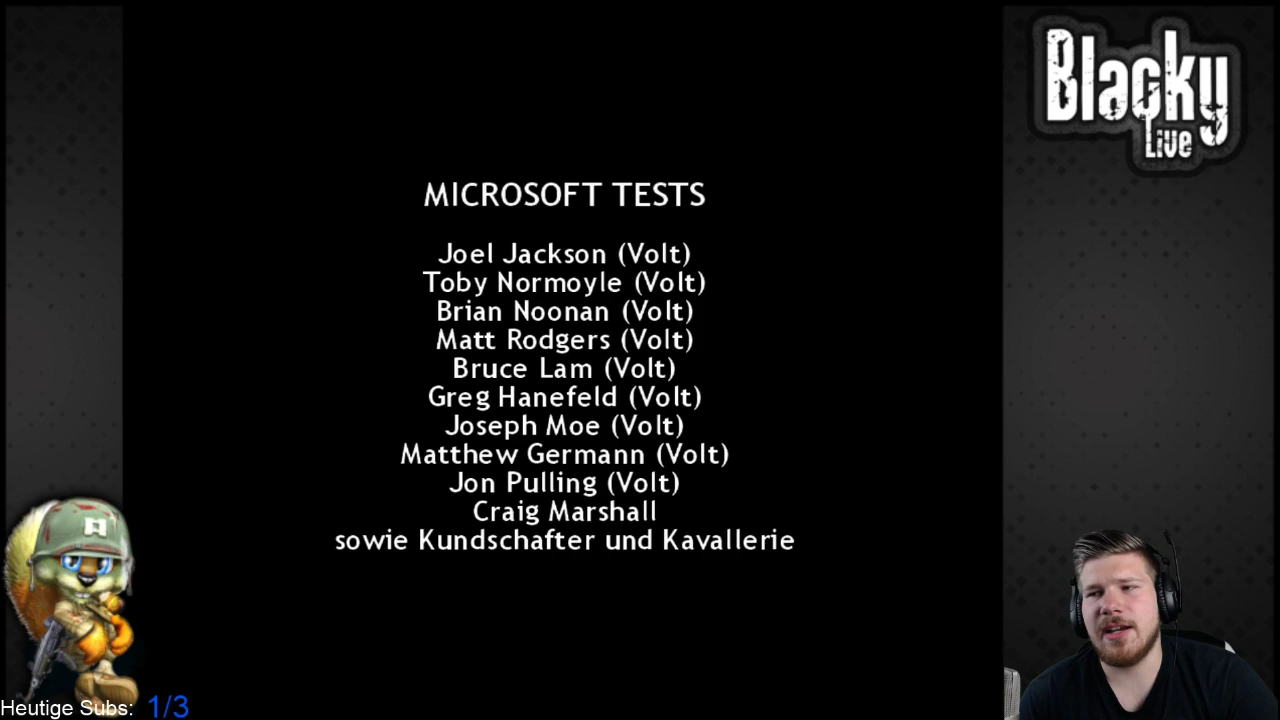 Blacky
Live
MICROSOFT TESTS
Joel Jackson (Volt)
Toby Normoyle (Volt)
Brian Noonan (Volt)
Matt Rodgers (Volt)
Bruce Lam (Volt)
Greg Hanefeld (Volt)
Joseph Moe (Volt)
Matthew Germann (Volt)
Jon Pulling (Volt)
Craig Marshall
sowie Kundschafter und Kavallerie
Heutige Subs: 1/3